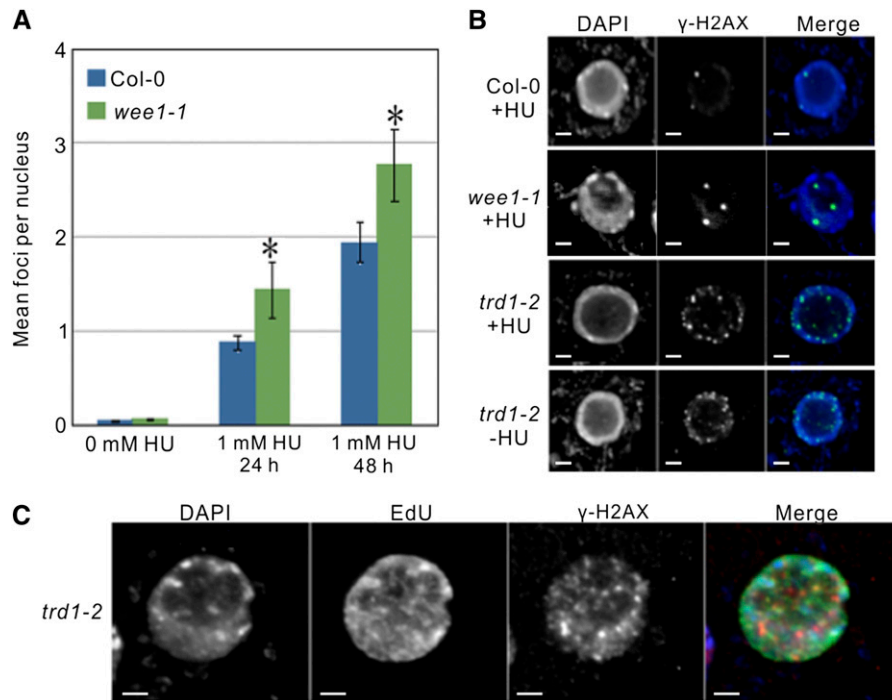 A
4
3
2
1
0
Mean foci per nucleus
Col-0
wee1-1
*
*
0 mM HU
1 mM HU
24 h
1 mM HU
48 h
B
DAPI
γ-H2AX
Merge
Col-0
+HU
wee1-1
+HU
trd1-2
+HU
trd1-2
-HU
C
DAPI
EdU
γ-H2AX
Merge
trd1-2